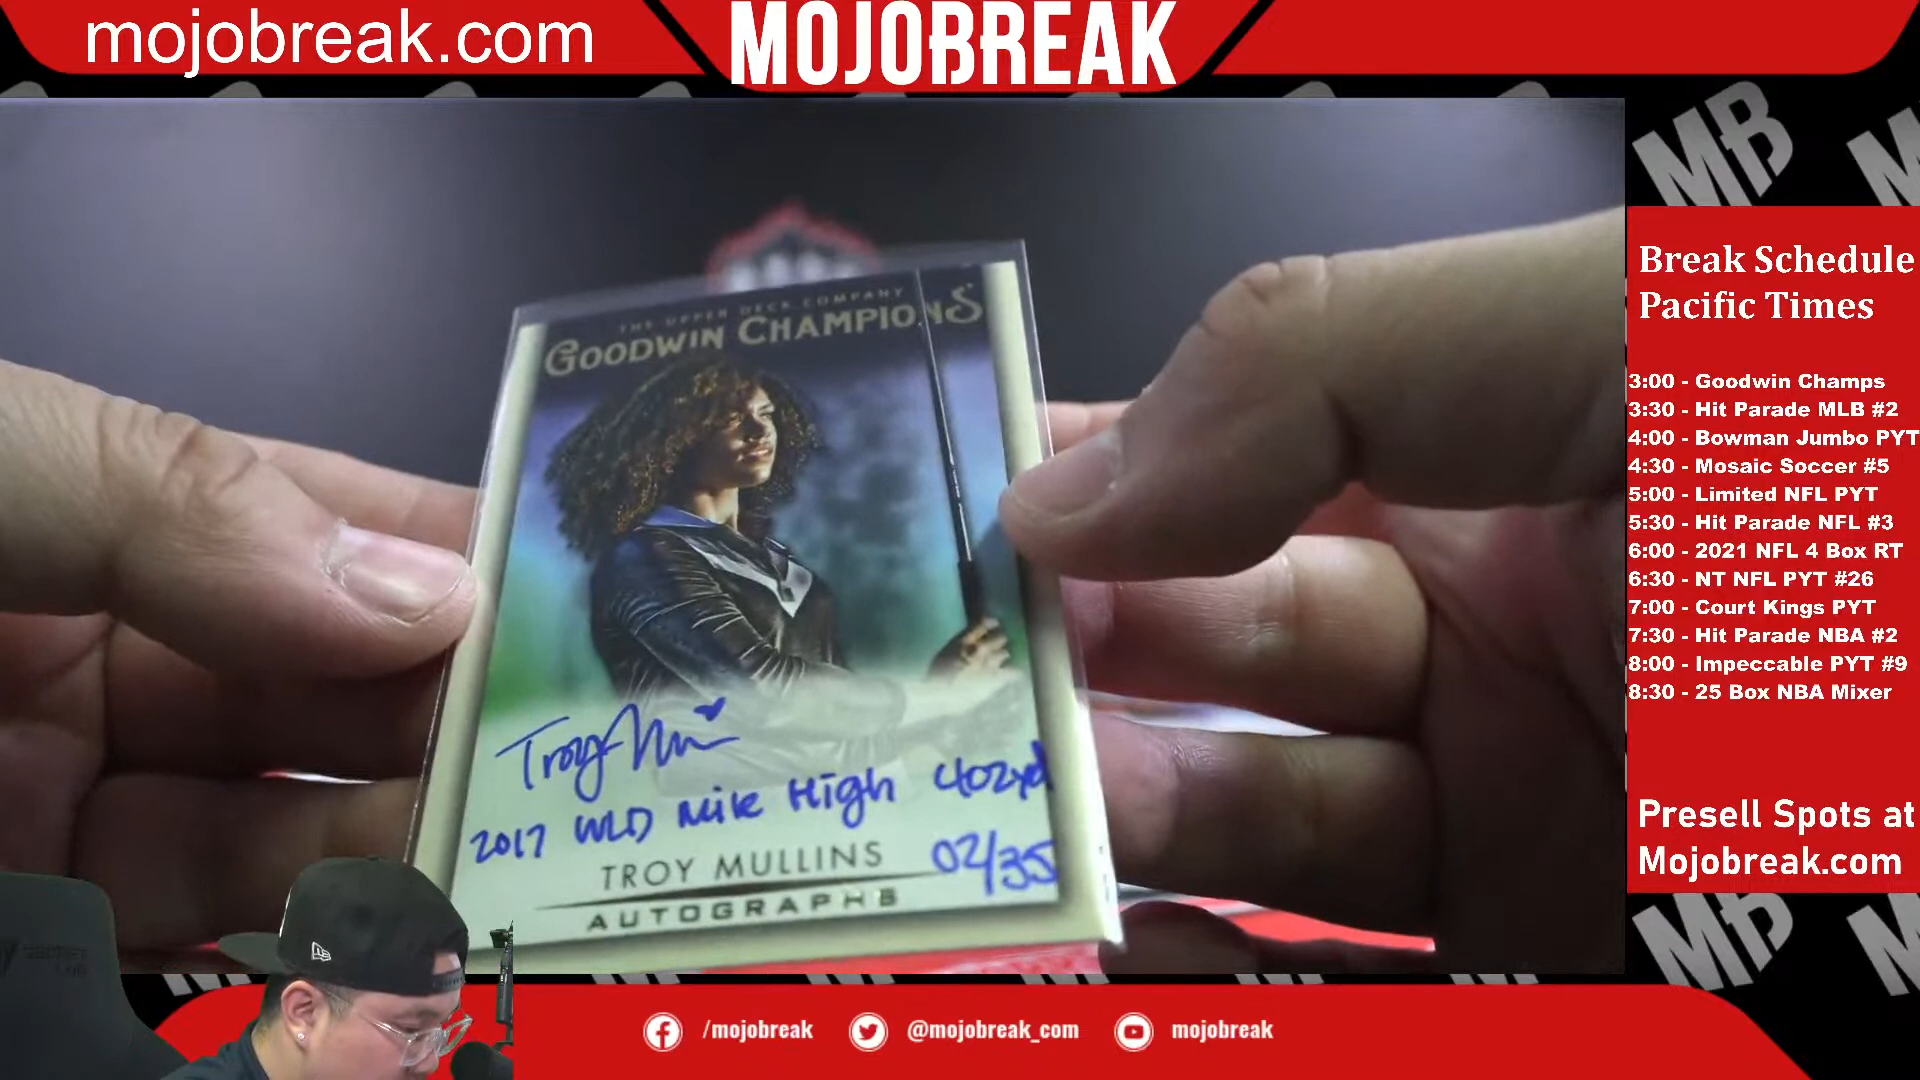 mojobreak.com
MOJOBREAK
THE UPPER DECK COMPANY
GOODWIN CHAMPIONS
Troy
2017 WLD Mile High 402yd
02/35
TROY MULLINS
AUTOGRAPHS
Break Schedule
Pacific Times
3:00 - Goodwin Champs
3:30 - Hit Parade MLB #2
4:00 - Bowman Jumbo PYT
4:30 - Mosaic Soccer #5
5:00 - Limited NFL PYT
5:30 - Hit Parade NFL #3
6:00 - 2021 NFL 4 Box RT
6:30 - NT NFL PYT #26
7:00 - Court Kings PYT
7:30 - Hit Parade NBA #2
8:00 - Impeccable PYT #9
8:30 - 25 Box NBA Mixer
Presell Spots at
Mojobreak.com
MB
MB
/mojobreak
@mojobreak_com
mojobreak